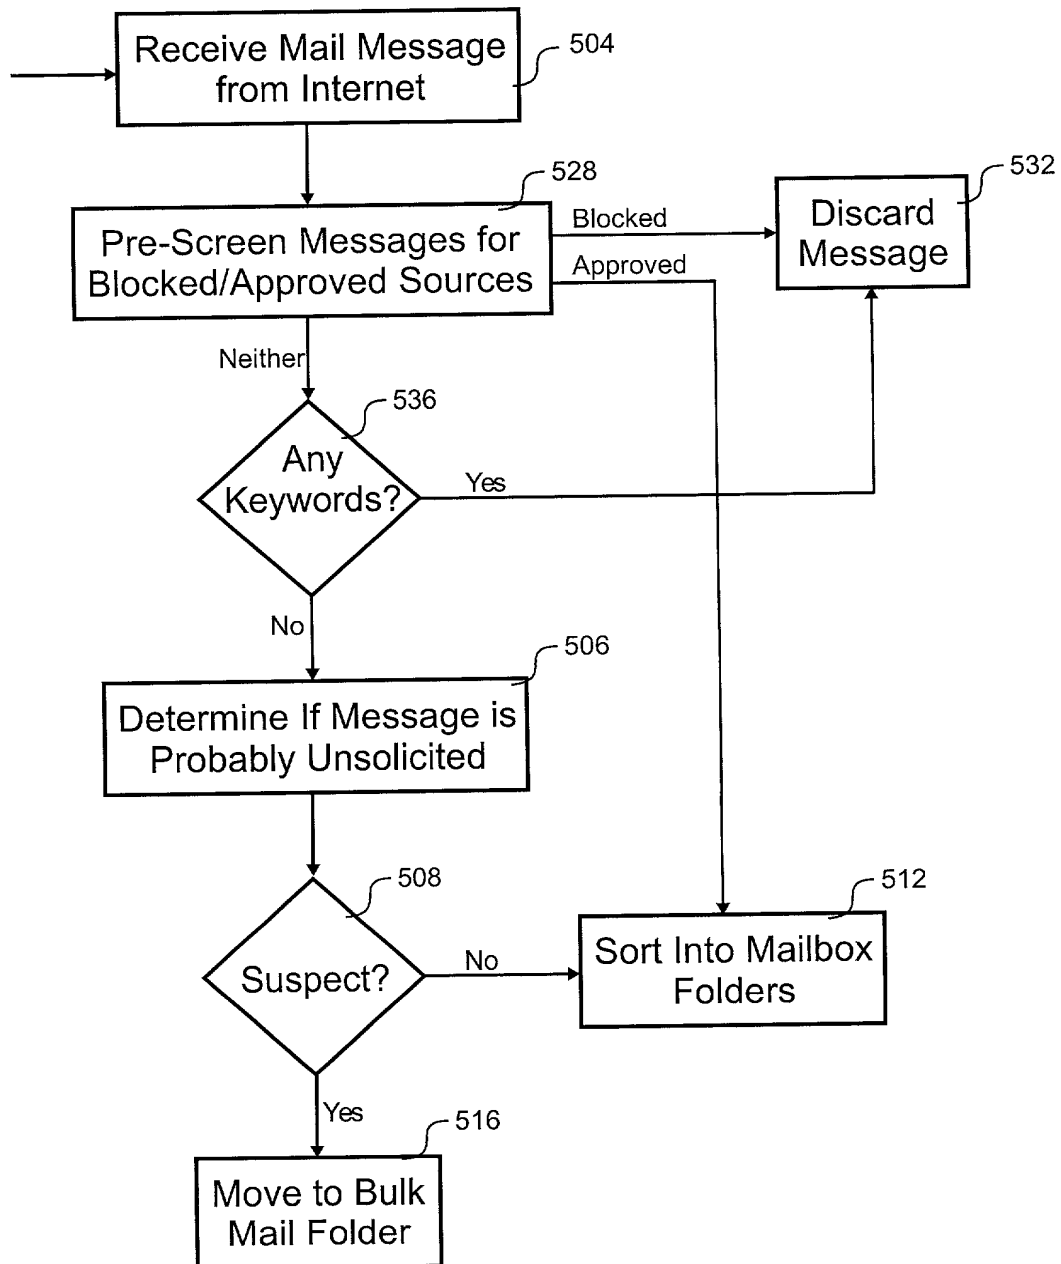 Receive Mail Message
from Internet
504
528
Pre-Screen Messages for
Blocked/Approved Sources
Blocked
Approved
532
Discard
Message
Neither
536
Any
Keywords?
Yes
No
506
Determine If Message is
Probably Unsolicited
508
Suspect?
No
512
Sort Into Mailbox
Folders
Yes
516
Move to Bulk
Mail Folder